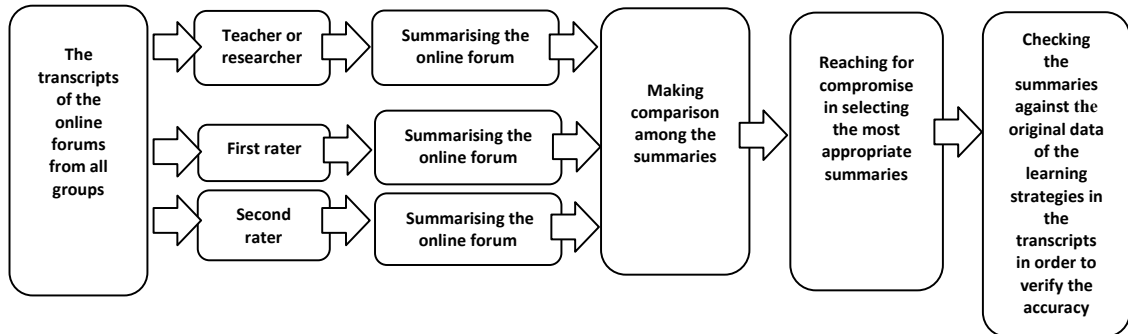 The
transcripts
of the
online
forums
from all
groups
Teacher or
researcher
Summarising the
online forum
First rater
Summarising the
online forum
Second
rater
Summarising the
online forum
Making
comparison
among the
summaries
Reaching for
compromise
in selecting
the most
appropriate
summaries
Checking
the
summaries
against the
original data
of the
learning
strategies in
the
transcripts
in order to
verify the
accuracy